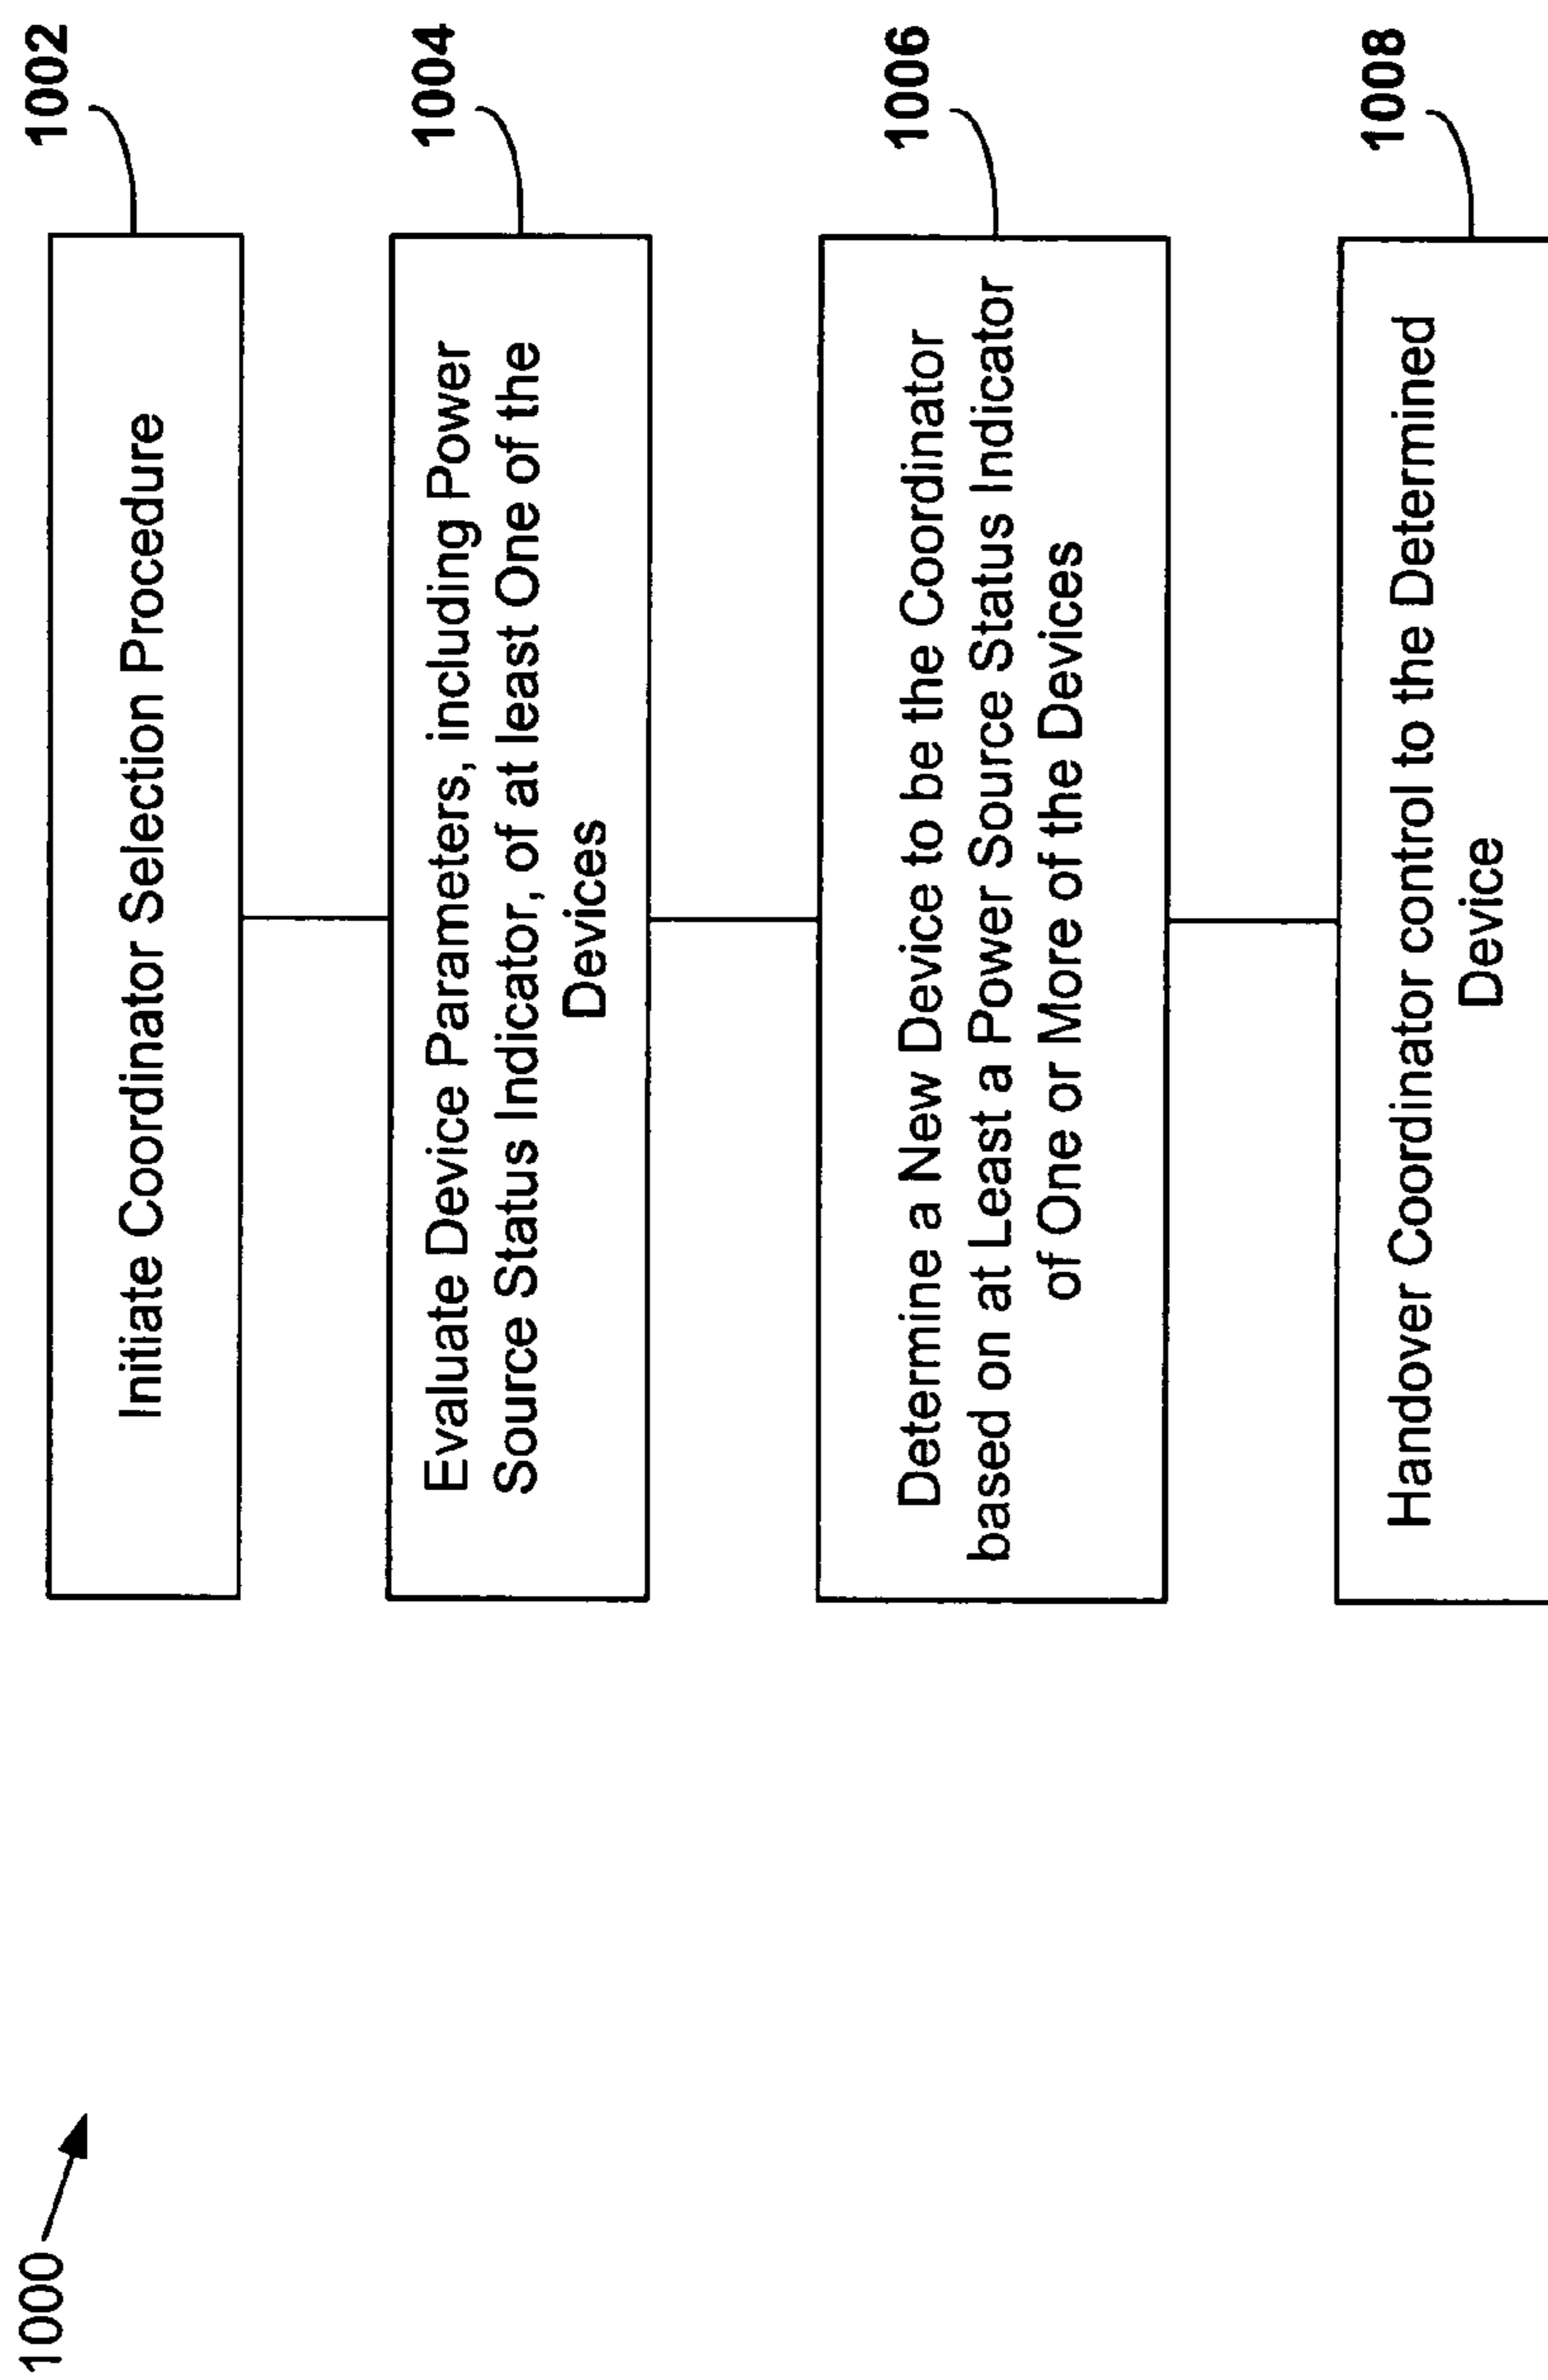 1000
1002
Initiate Coordinator Selection Procedure
1004
Evaluate Device Parameters, including Power
Source Status Indicator, of at least One of the
Devices
1006
Determine a New Device to be the Coordinator
based on at Least a Power Source Status Indicator
of One or More of the Devices
1008
Handover Coordinator control to the Determined
Device